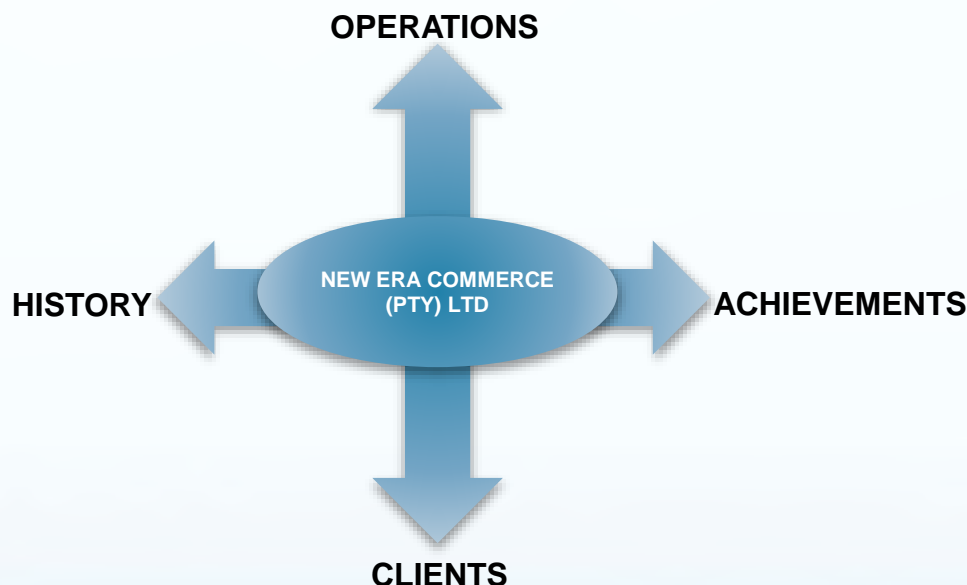 OPERATIONS
NEW ERA COMMERCE
(PTY) LTD
HISTORY
ACHIEVEMENTS
CLIENTS